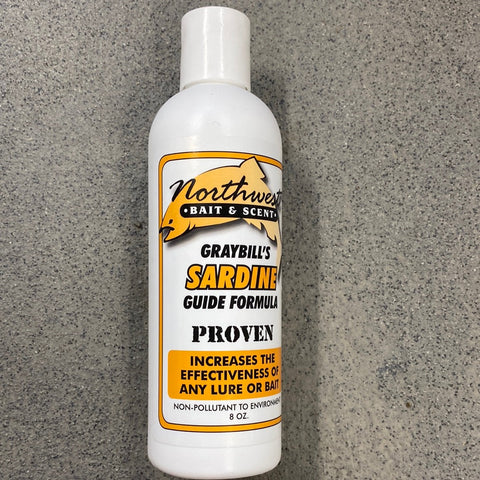 Northwest
•BAIT & SCENT•
GRAYBILL'S
SARDINE
GUIDE FORMULA
PROVEN
INCREASES THE
EFFECTIVENESS OF
ANY LURE OR BAIT
NON-POLLUTANT TO ENVIRONMENT
8 OZ.